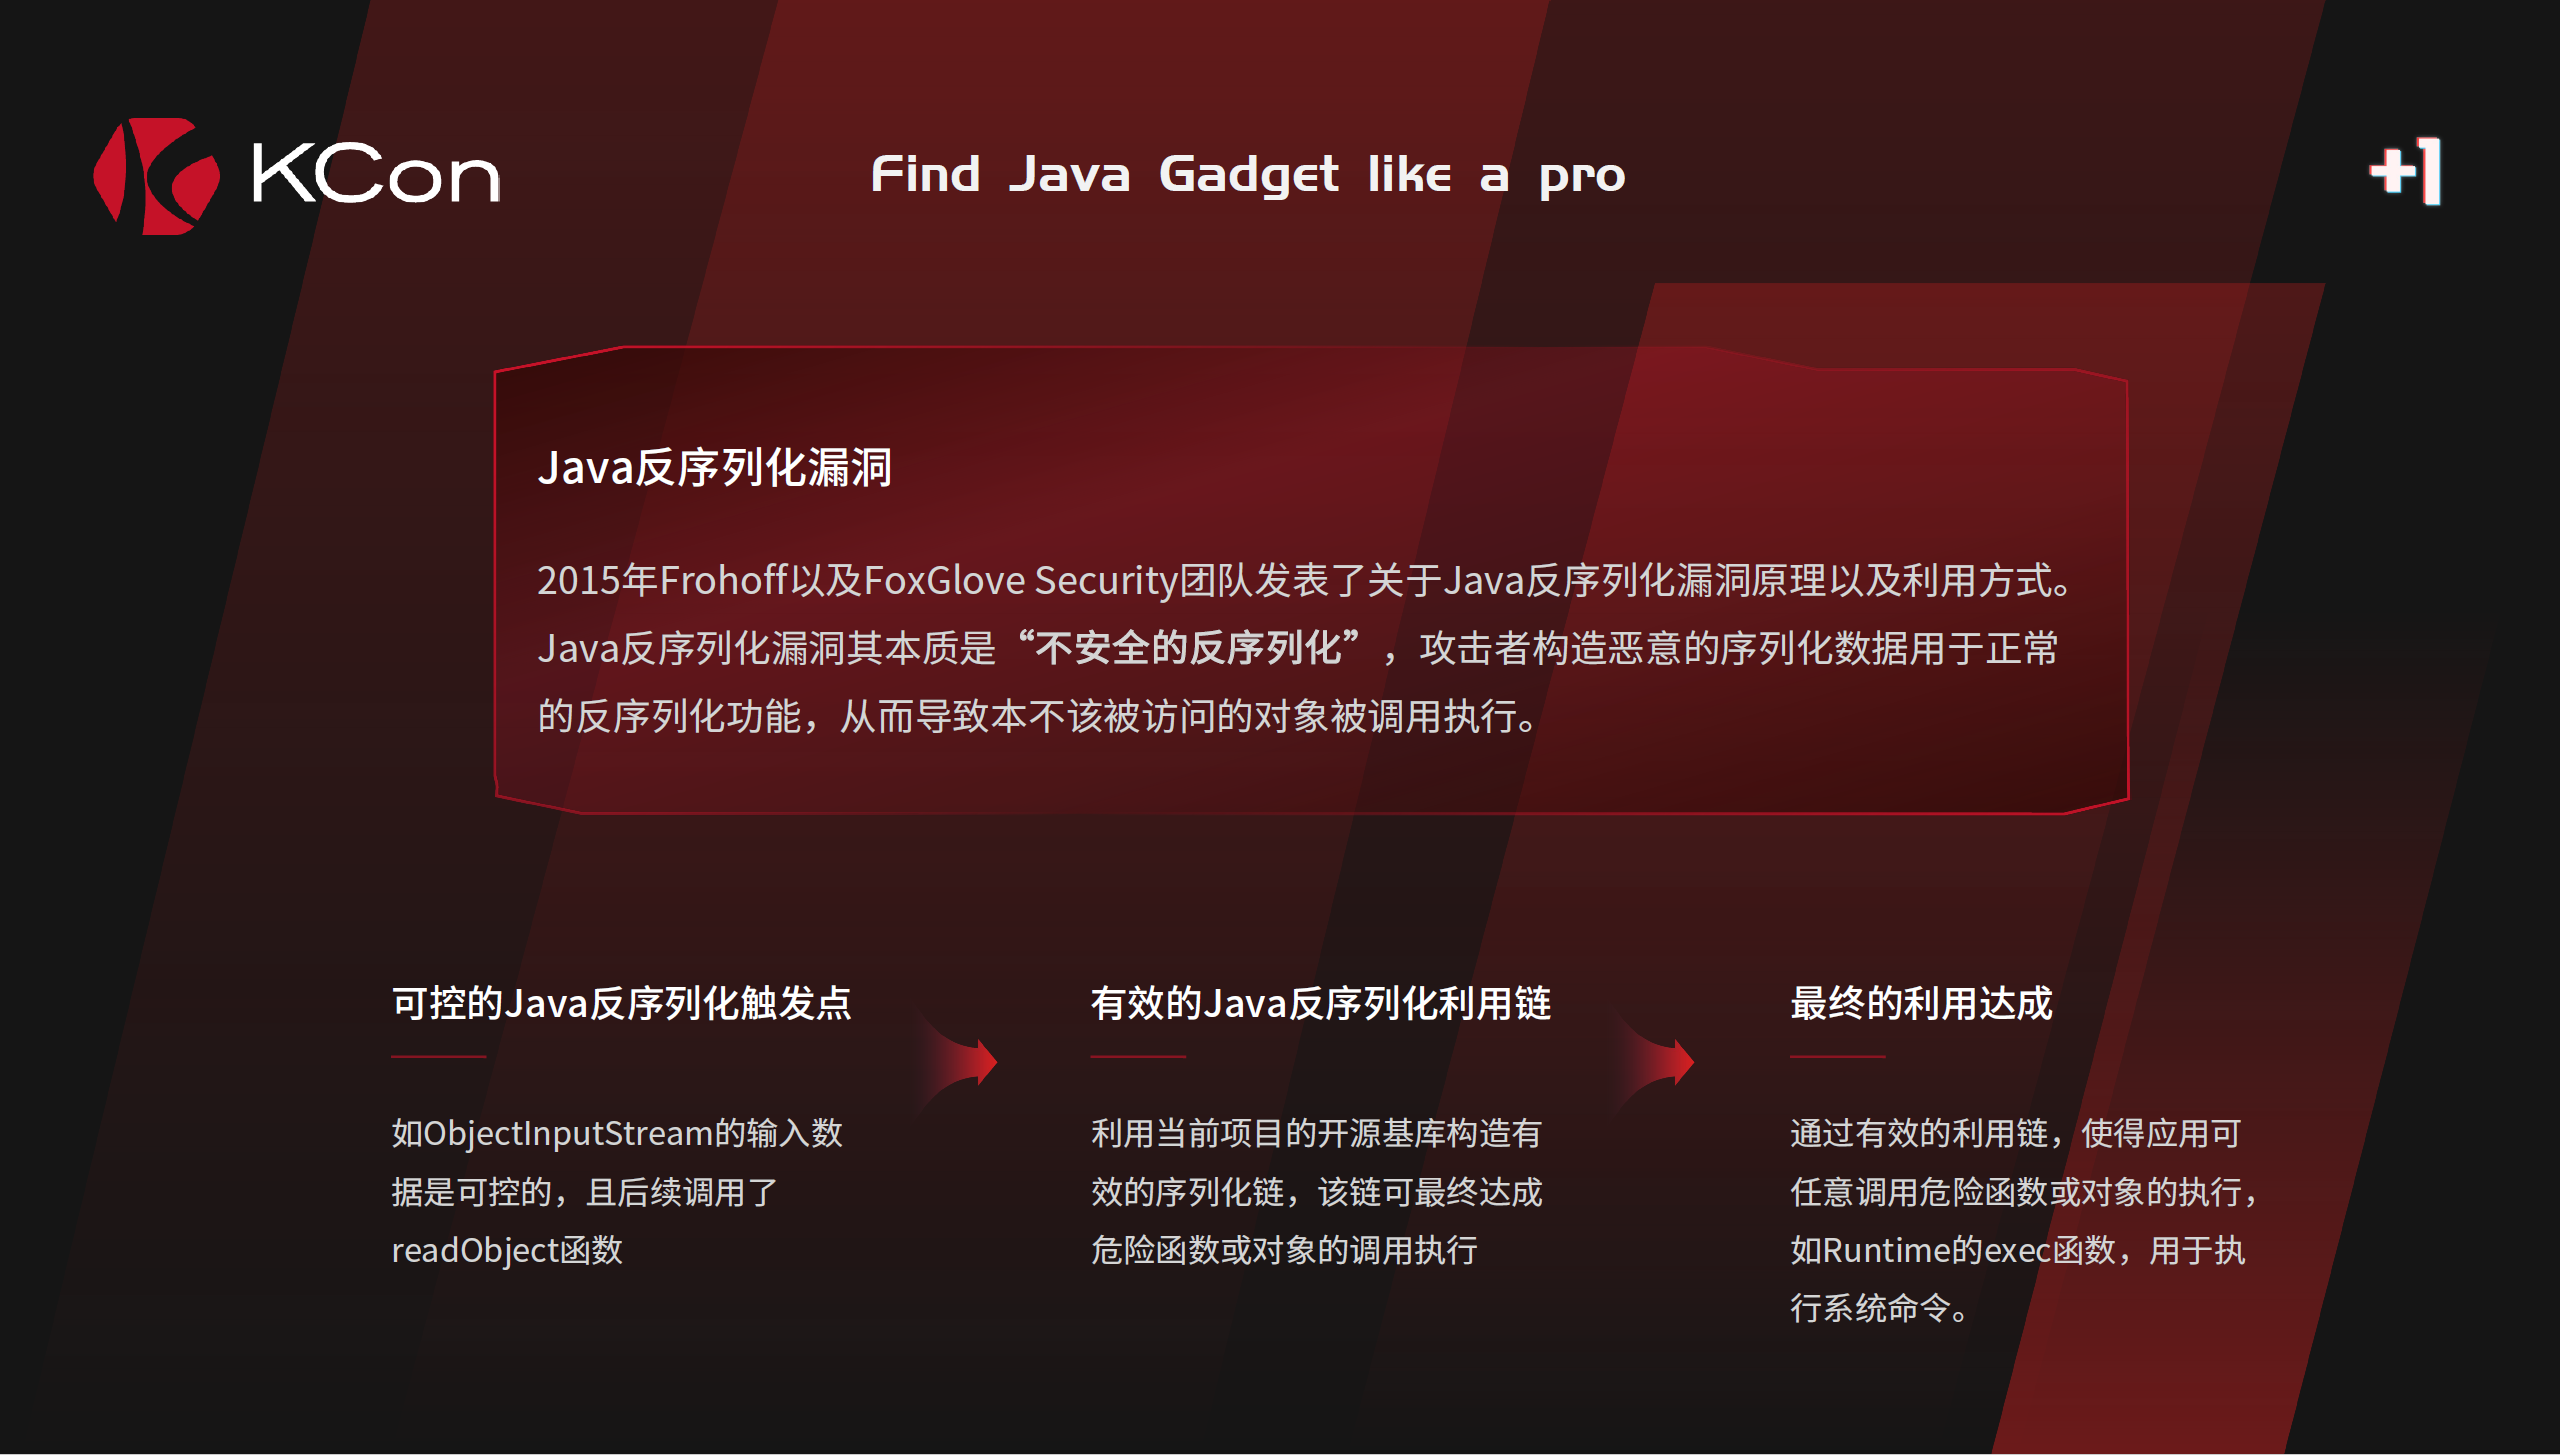 KCon
Find Java Gadget like a pro
+1
Java反序列化漏洞
2015年Frohoff以及FoxGlove Security团队发表了关于Java反序列化漏洞原理以及利用方式。
Java反序列化漏洞其本质是“不安全的反序列化”，攻击者构造恶意的序列化数据用于正常
的反序列化功能，从而导致本不该被访问的对象被调用执行。
可控的Java反序列化触发点
如ObjectInputStream的输入数
据是可控的，且后续调用了
readObject函数
有效的Java反序列化利用链
利用当前项目的开源基库构造有
效的序列化链，该链可最终达成
危险函数或对象的调用执行
最终的利用达成
通过有效的利用链，使得应用可
任意调用危险函数或对象的执行，
如Runtime的exec函数，用于执
行系统命令。